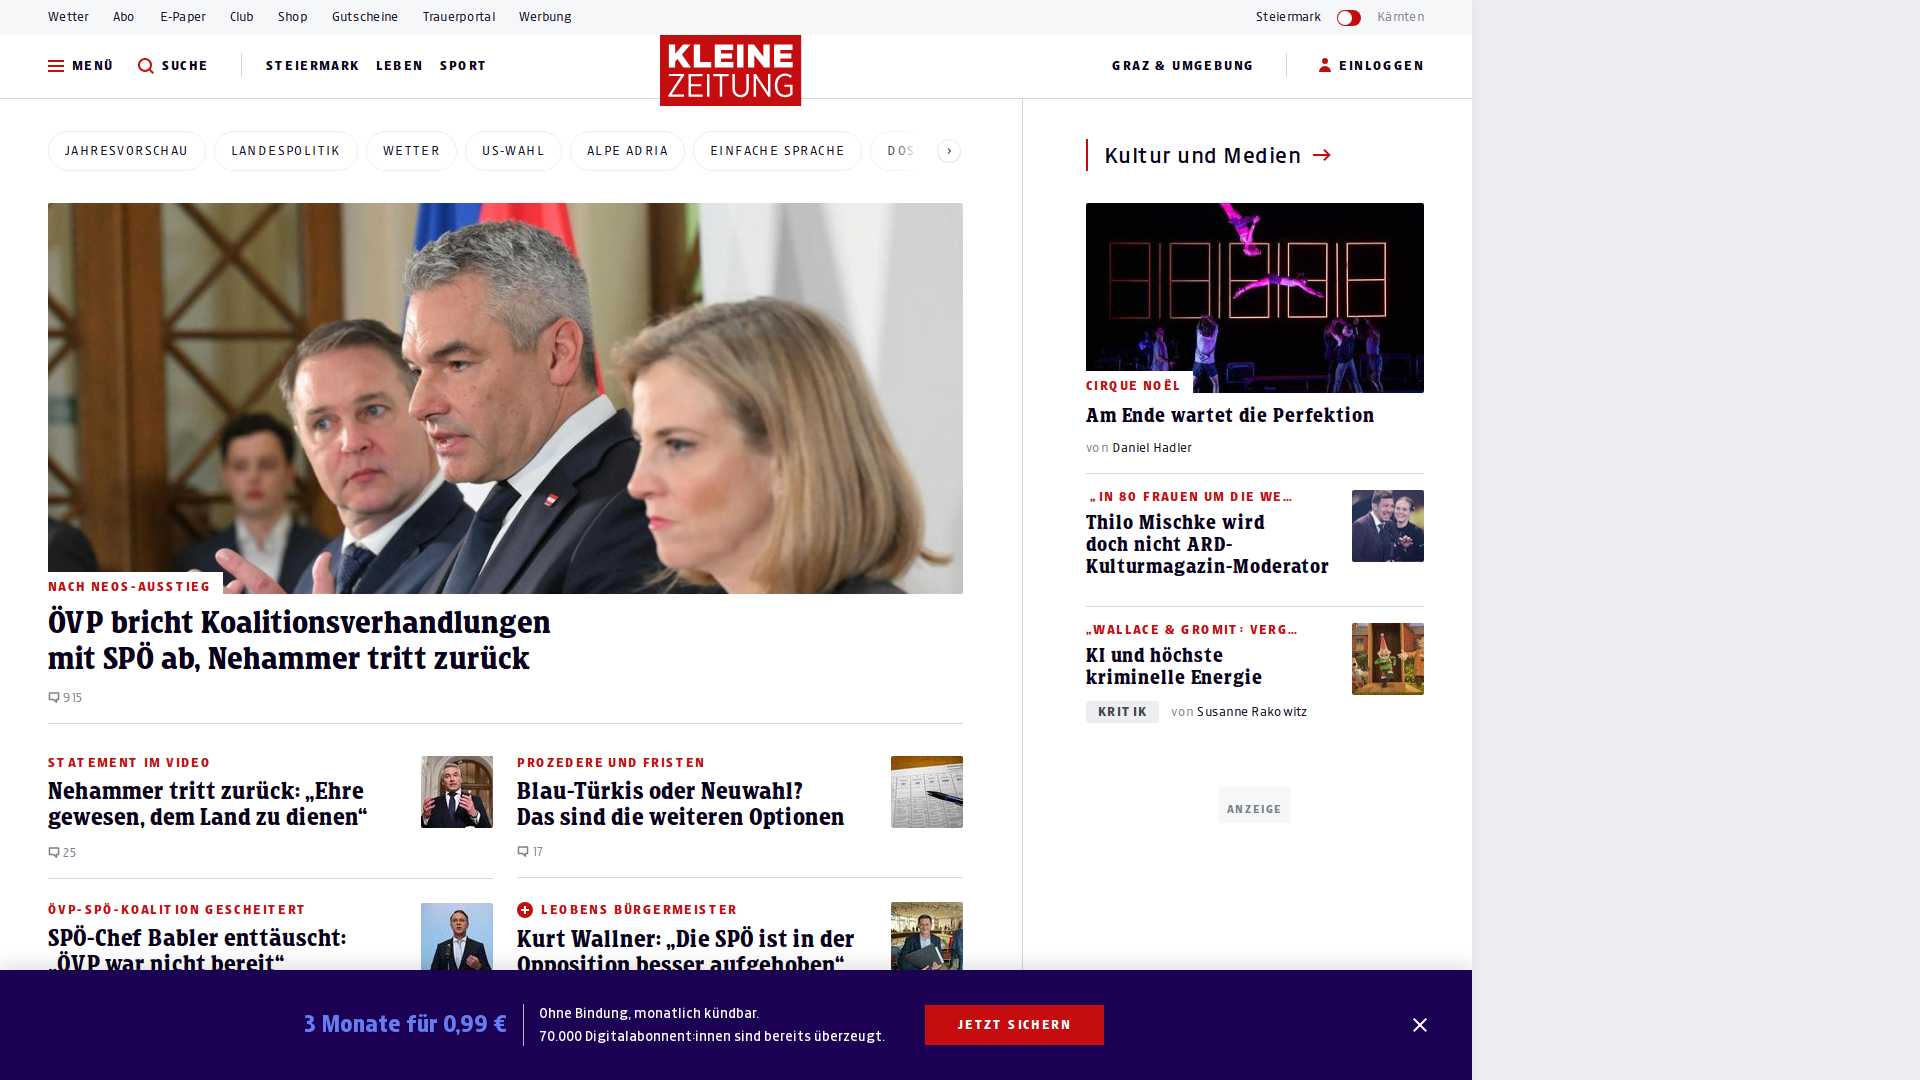 Wetter Abo E-Paper Club Shop Gutscheine Trauerportal Werbung Steiermark Kärnten
MENÜ SUCHE STEIERMARK LEBEN SPORT KLEINE ZEITUNG GRAZ & UMGEBUNG EINLOGGEN
JAHRESVORSCHAU LANDESPOLITIK WETTER US-WAHL ALPE ADRIA EINFACHE SPRACHE DOS
NACH NEOS-AUSSTIEG
ÖVP bricht Koalitionsverhandlungen
mit SPÖ ab, Nehammer tritt zurück
915
STATEMENT IM VIDEO
Nehammer tritt zurück: „Ehre
gewesen, dem Land zu dienen“
25
PROZEDERE UND FRISTEN
Blau-Türkis oder Neuwahl?
Das sind die weiteren Optionen
17
ÖVP-SPÖ-KOALITION GESCHEITERT
SPÖ-Chef Babler enttäuscht:
„ÖVP war nicht bereit“
LEOBENS BÜRGERMEISTER
Kurt Wallner: „Die SPÖ ist in der
Opposition besser aufgehoben“
Kultur und Medien
CIRQUE NOËL
Am Ende wartet die Perfektion
von Daniel Hadler
„IN 80 FRAUEN UM DIE WE…
Thilo Mischke wird
doch nicht ARD-
Kulturmagazin-Moderator
„WALLACE & GROMIT: VERG…
KI und höchste
kriminelle Energie
KRITIK von Susanne Rakowitz
ANZEIGE
3 Monate für 0,99 €
Ohne Bindung, monatlich kündbar.
70.000 Digitalabonnent:innen sind bereits überzeugt.
JETZT SICHERN